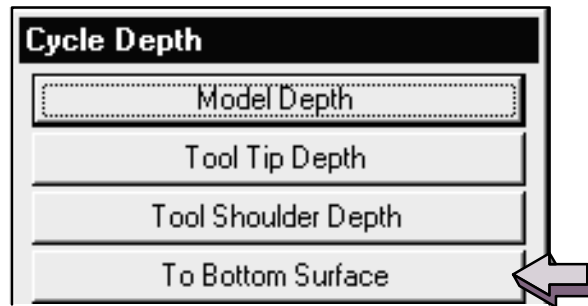 Cycle Depth
Model Depth
Tool Tip Depth
Tool Shoulder Depth
To Bottom Surface